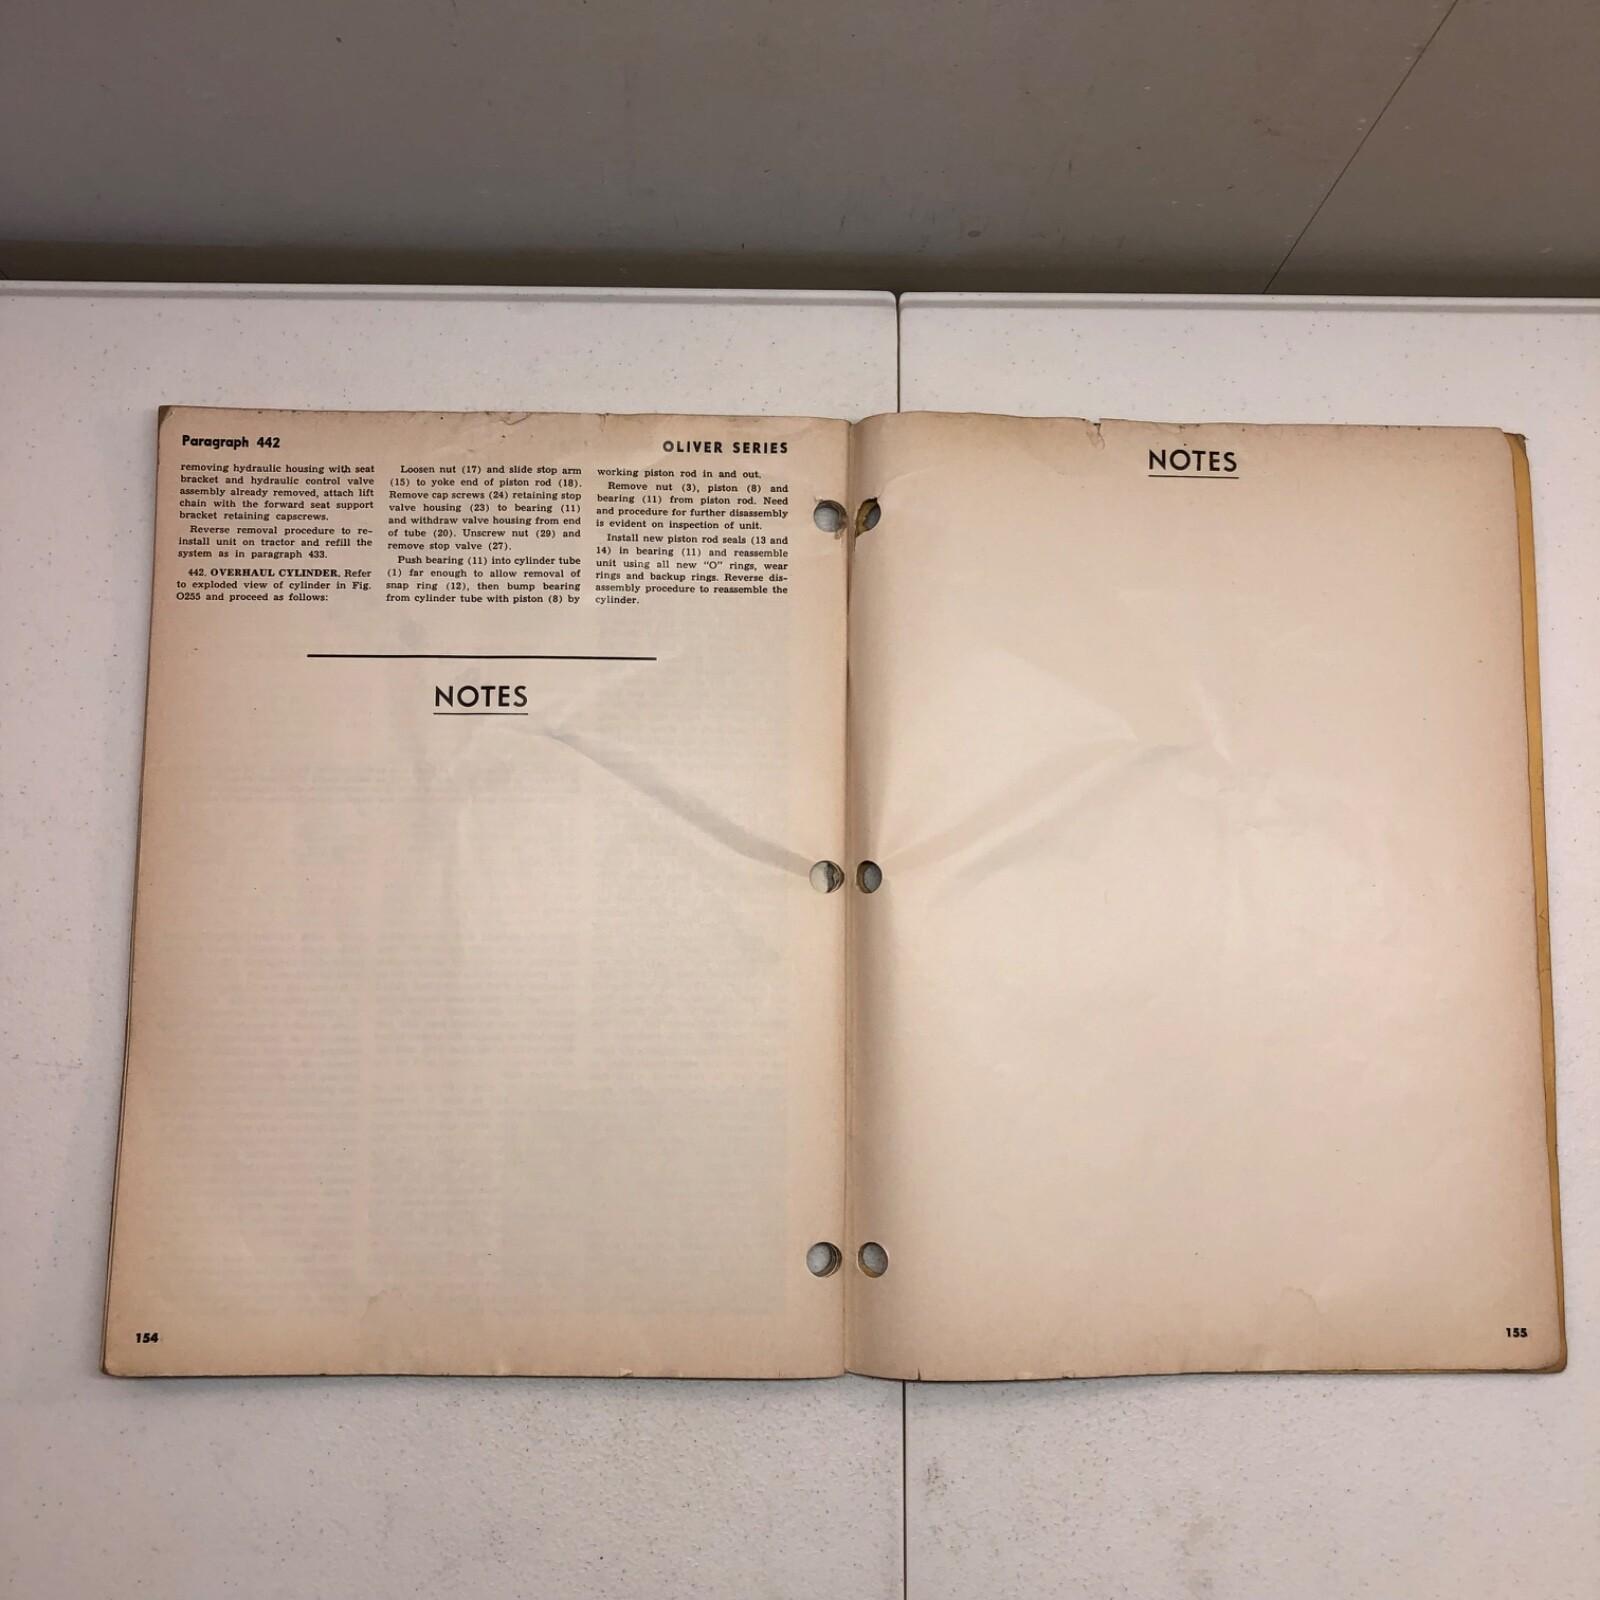 Paragraph 442
OLIVER SERIES
removing hydraulic housing with seat
bracket and hydraulic control valve
assembly already removed, attach lift
chain with the forward seat support
bracket retaining capscrews.
Reverse removal procedure to re-
install unit on tractor and refill the
system as in paragraph 433.
442. OVERHAUL CYLINDER. Refer
to exploded view of cylinder in Fig.
O255 and proceed as follows:
Loosen nut (17) and slide stop arm
(15) to yoke end of piston rod (18).
Remove cap screws (24) retaining stop
valve housing (23) to bearing (11)
and withdraw valve housing from end
of tube (20). Unscrew nut (29) and
remove stop valve (27).
Push bearing (11) into cylinder tube
(1) far enough to allow removal of
snap ring (12), then bump bearing
from cylinder tube with piston (8) by
working piston rod in and out.
Remove nut (3), piston (8) and
bearing (11) from piston rod. Need
and procedure for further disassembly
is evident on inspection of unit.
Install new piston rod seals (13 and
14) in bearing (11) and reassemble
unit using all new "O" rings, wear
rings and backup rings. Reverse dis-
assembly procedure to reassemble the
cylinder.
NOTES
154
NOTES
155